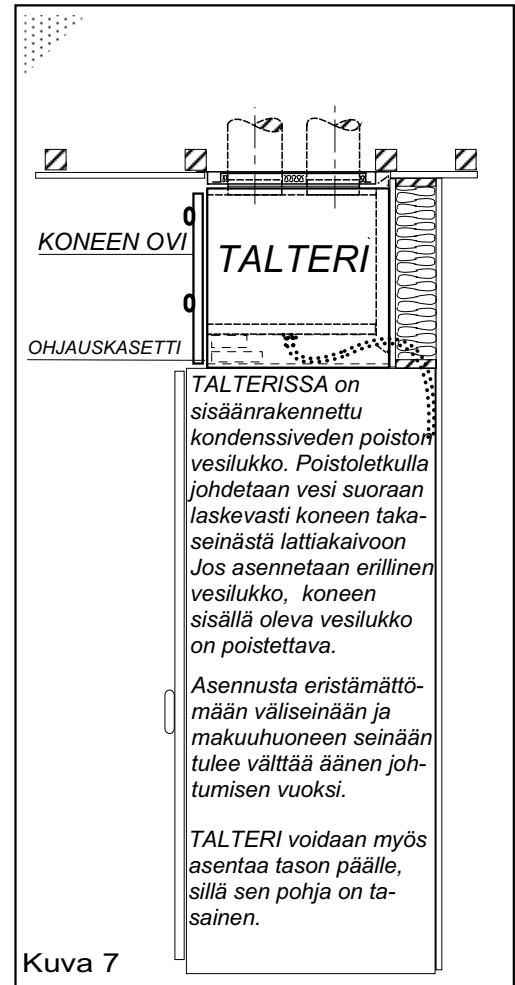 KONEEN OVI
TALTERI
OHJAUSKASETTI
TALTERISSA on
sisäänrakennettu
kondenssiveden poiston
vesilukko. Poistoletkulla
johdetaan vesi suoraan
laskevasti koneen taka-
seinästä lattiakaivoon
Jos asennetaan erillinen
vesilukko, koneen
sisällä oleva vesilukko
on poistettava.
Asennusta eristämättö-
mään väliseinään ja
makuuhuoneen seinään
tulee välttää äänen joh-
tumisen vuoksi.
TALTERI voidaan myös
asentaa tason päälle,
sillä sen pohja on ta-
sainen.
Kuva 7